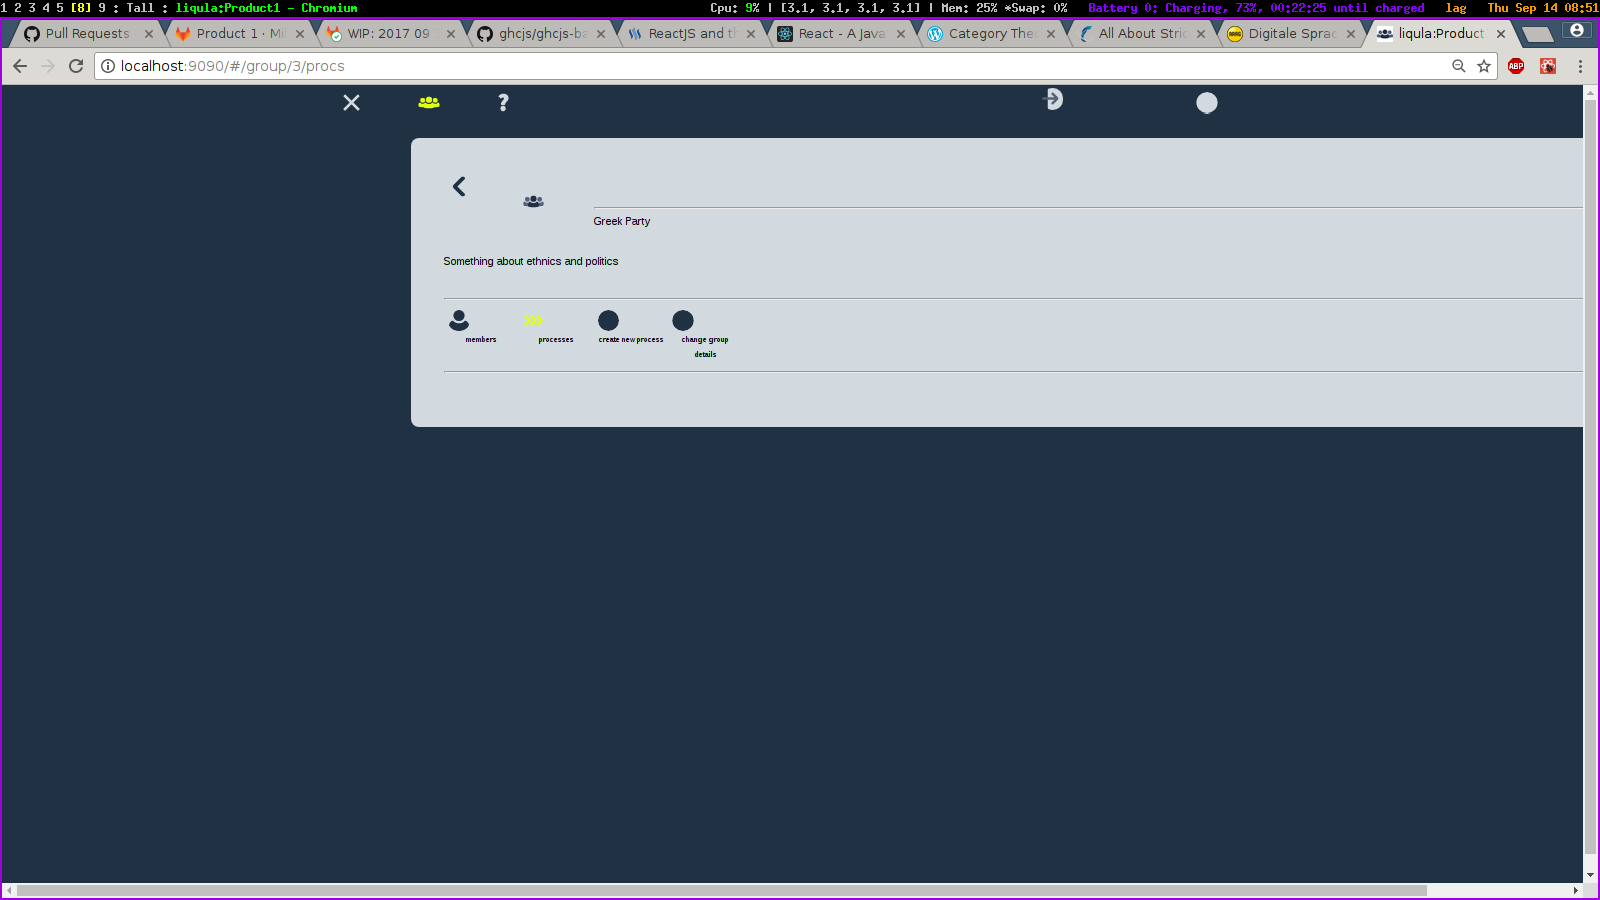 1 2 3 4 5 [8] 9 : Tall : liqula:Product1 - Chromium Cpu: 9% | [3.1, 3.1, 3.1, 3.1] | Mem: 25% *Swap: 0% Battery 0: Charging, 73%, 00:22:25 until charged lag Thu Sep 14 08:51
Pull Requests Product 1 · Mi WIP: 2017 09 ghcjs/ghcjs-ba ReactJS and th React - A Java Category The All About Stric Digitale Sprac liqula:Product
localhost:9090/#/group/3/procs ABP
?
Greek Party
Something about ethnics and politics
members processes create new process change group
details